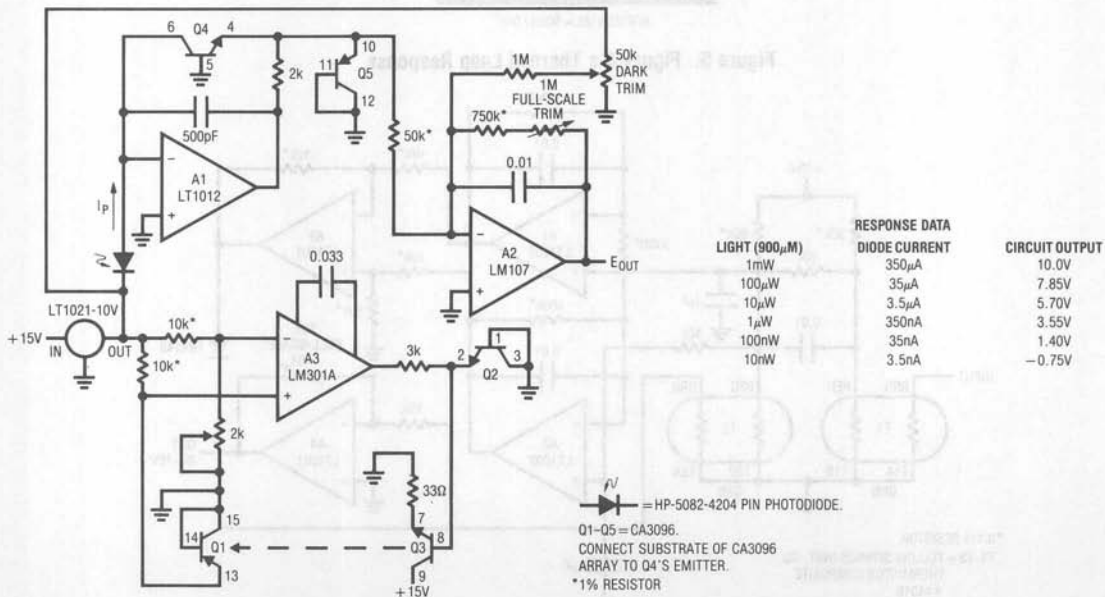 Figure 5. Figure 4's Thermal Loop Response
6
Q4
4
5
500pF
2k
10
11
Q5
12
50k*
1M
1M
FULL-SCALE
TRIM
750k*
50k
DARK
TRIM
0.01
A1
LT1012
IP
A2
LM107
EOUT
RESPONSE DATA
LIGHT (900µM) DIODE CURRENT CIRCUIT OUTPUT
1mW 350µA 10.0V
100µW 35µA 7.85V
10µW 3.5µA 5.70V
1µW 350nA 3.55V
100nW 35nA 1.40V
10nW 3.5nA −0.75V
LT1021-10V
+15V
IN
OUT
10k*
10k*
0.033
A3
LM301A
3k
2
1
3
Q2
2k
33Ω
15
14
Q1
13
7
Q3
8
9
+15V
= HP-5082-4204 PIN PHOTODIODE.
Q1–Q5 = CA3096.
CONNECT SUBSTRATE OF CA3096
ARRAY TO Q4'S EMITTER.
*1% RESISTOR